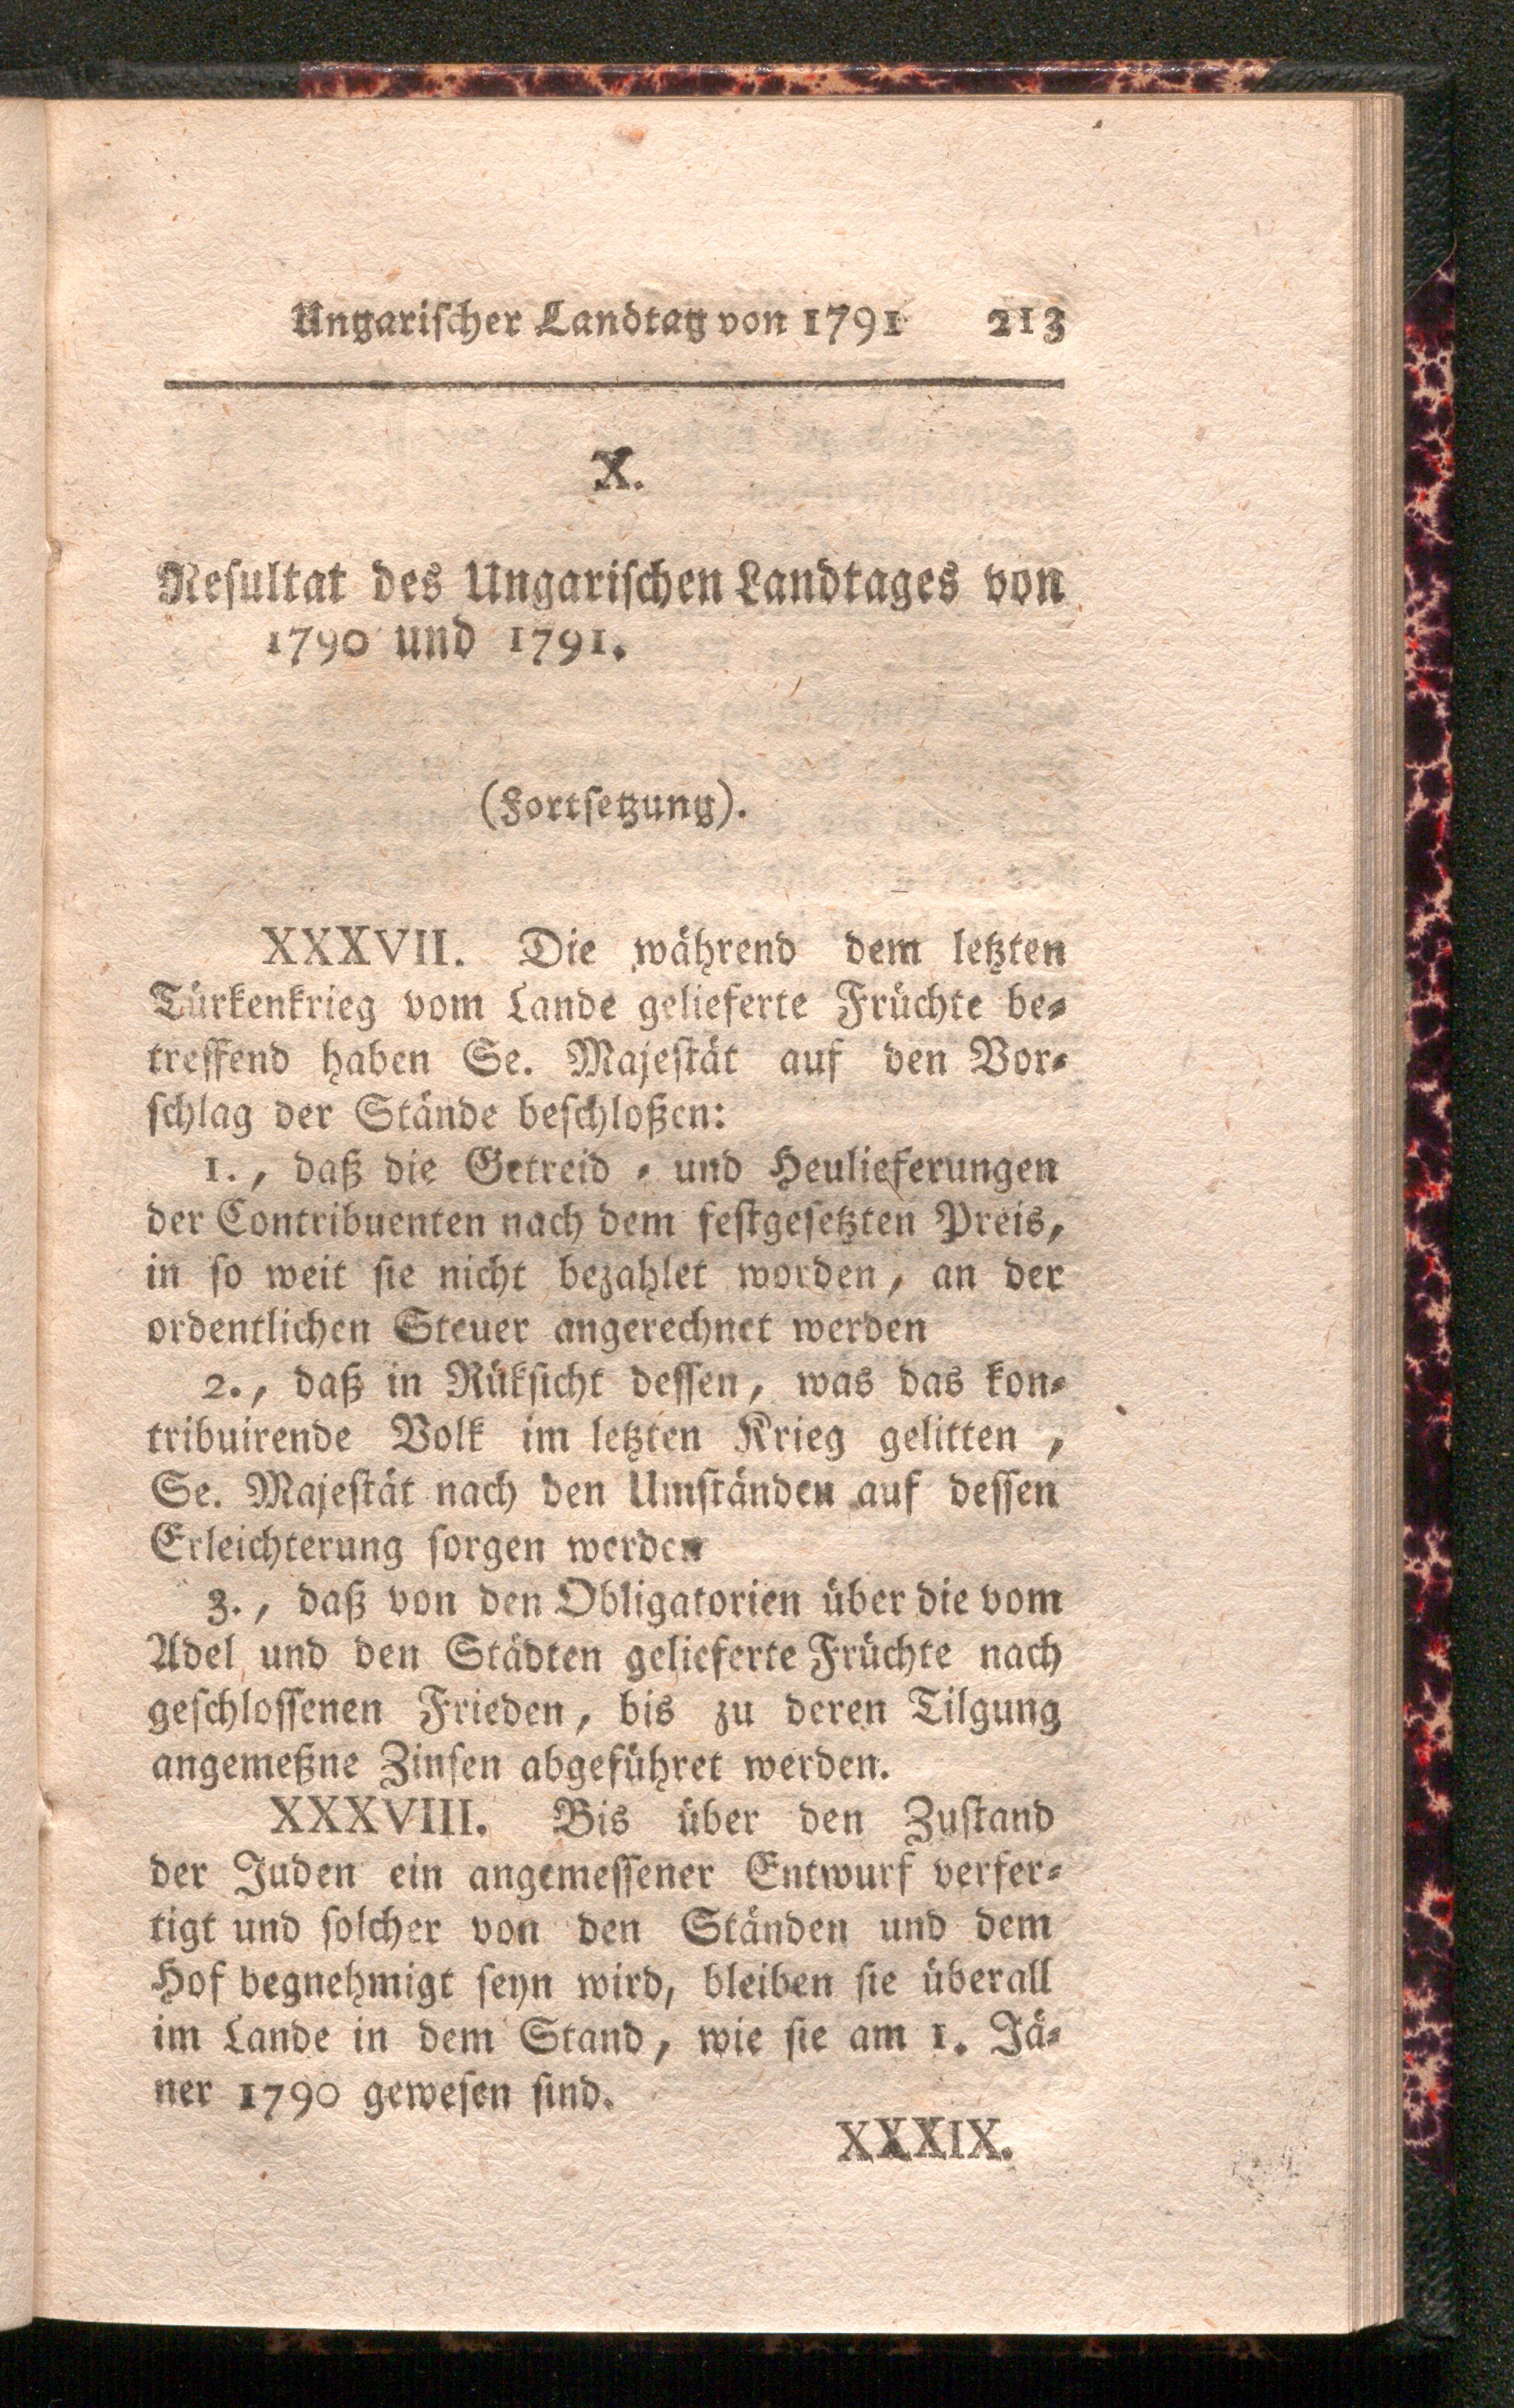 Ungarischer Landtag von 1791 213
X.
Resultat des Ungarischen Landtages von
1790 und 1791.
(Fortsetzung).
XXXVII. Die während dem letzten
Türkenkrieg vom Lande gelieferte Früchte be-
treffend haben Se. Majestät auf den Vor-
schlag der Stände beschloßen:
1., daß die Getreid - und Heulieferungen
der Contribuenten nach dem festgesetzten Preis,
in so weit sie nicht bezahlet worden, an der
ordentlichen Steuer angerechnet werden
2., daß in Rüksicht dessen, was das kon-
tribuirende Volk im letzten Krieg gelitten,
Se. Majestät nach den Umständen auf dessen
Erleichterung sorgen werden
3., daß von den Obligatorien über die vom
Adel und den Städten gelieferte Früchte nach
geschlossenen Frieden, bis zu deren Tilgung
angemeßne Zinsen abgeführet werden.
XXXVIII. Bis über den Zustand
der Juden ein angemessener Entwurf verfer-
tigt und solcher von den Ständen und dem
Hof begnehmigt seyn wird, bleiben sie überall
im Lande in dem Stand, wie sie am 1. Jä-
ner 1790 gewesen sind.
XXXIX.